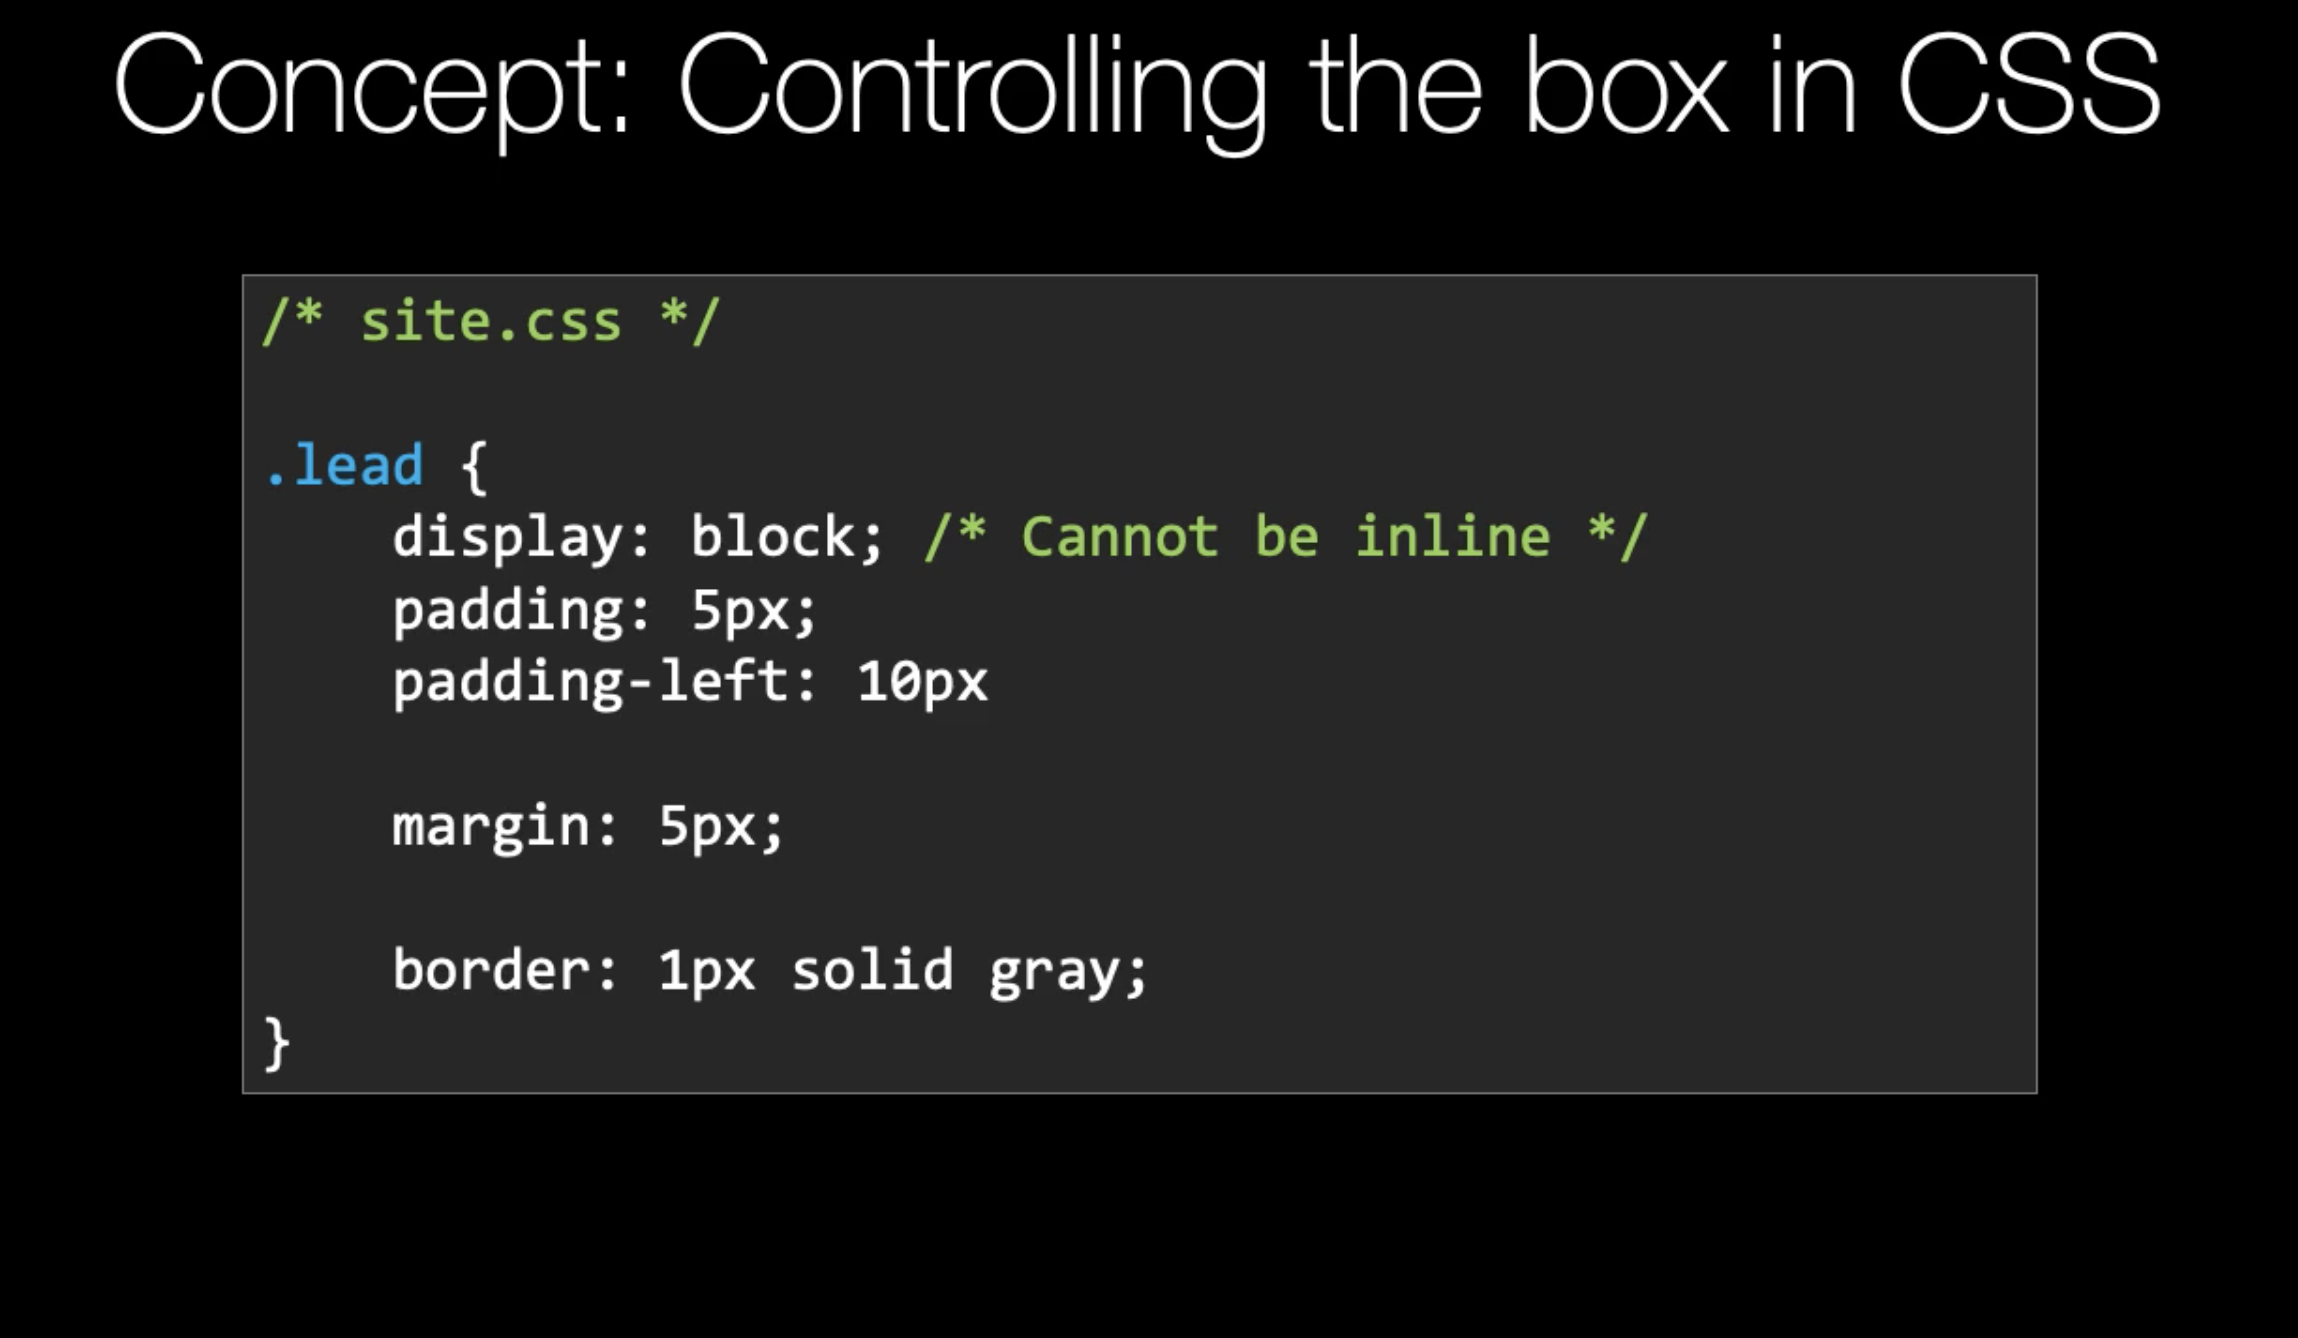 Concept: Controlling the box in CSS
/* site.css */
.lead {
display: block; /* Cannot be inline */
padding: 5px;
padding-left: 10px
margin: 5px;
border: 1px solid gray;
}